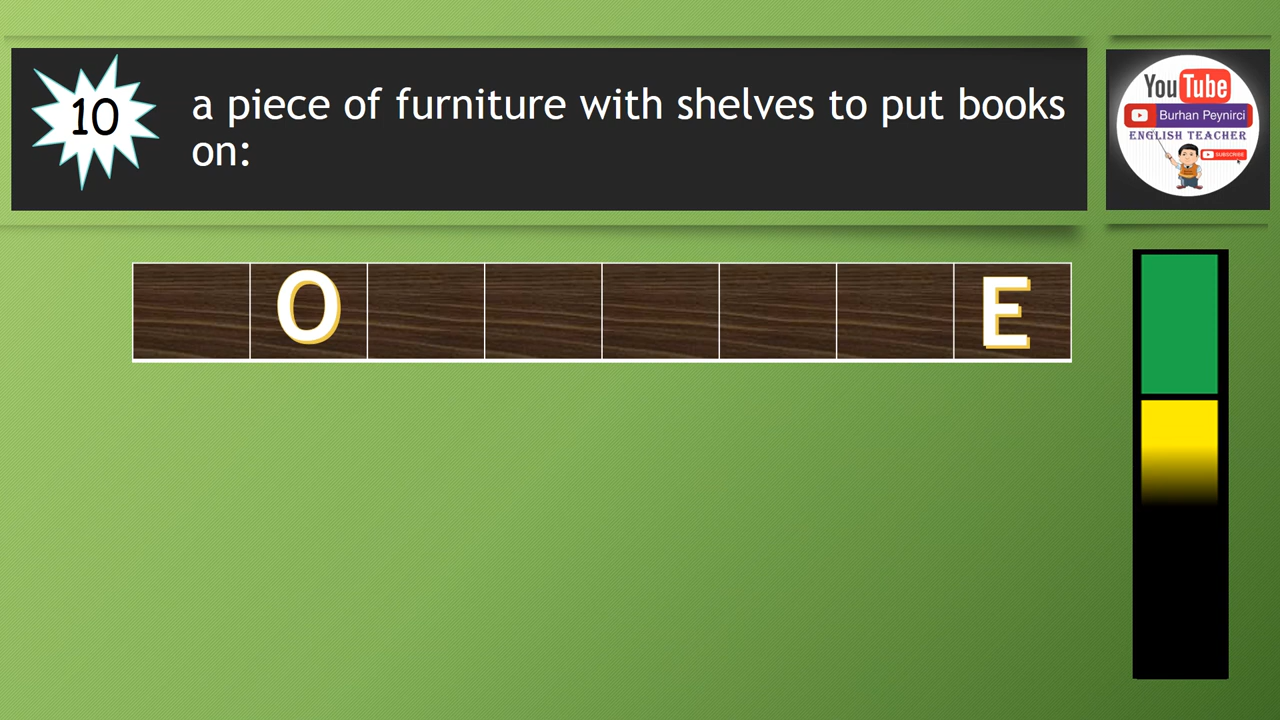 10
a piece of furniture with shelves to put books
on:
YouTube
Burhan Peynirci
ENGLISH TEACHER
SUBSCRIBE
O E